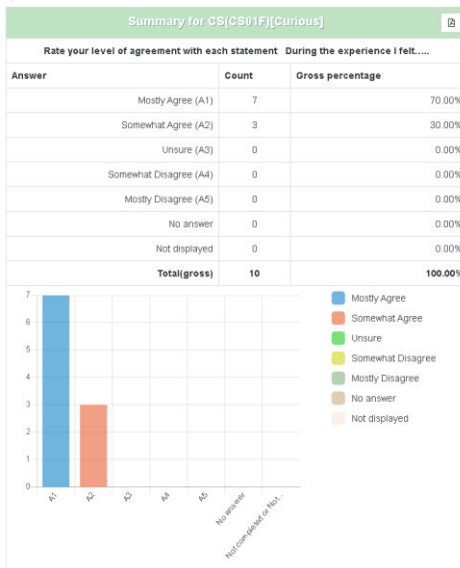 Summary for CS(CS01F)[Curious]
Rate your level of agreement with each statement During the experience I felt.....
Answer Count Gross percentage
Mostly Agree (A1) 7 70.00%
Somewhat Agree (A2) 3 30.00%
Unsure (A3) 0 0.00%
Somewhat Disagree (A4) 0 0.00%
Mostly Disagree (A5) 0 0.00%
No answer 0 0.00%
Not displayed 0 0.00%
Total(gross) 10 100.00%
7
6
5
4
3
2
1
0
A1 A2 A3 A4 A5 No answer Not completed or Not...
Mostly Agree
Somewhat Agree
Unsure
Somewhat Disagree
Mostly Disagree
No answer
Not displayed